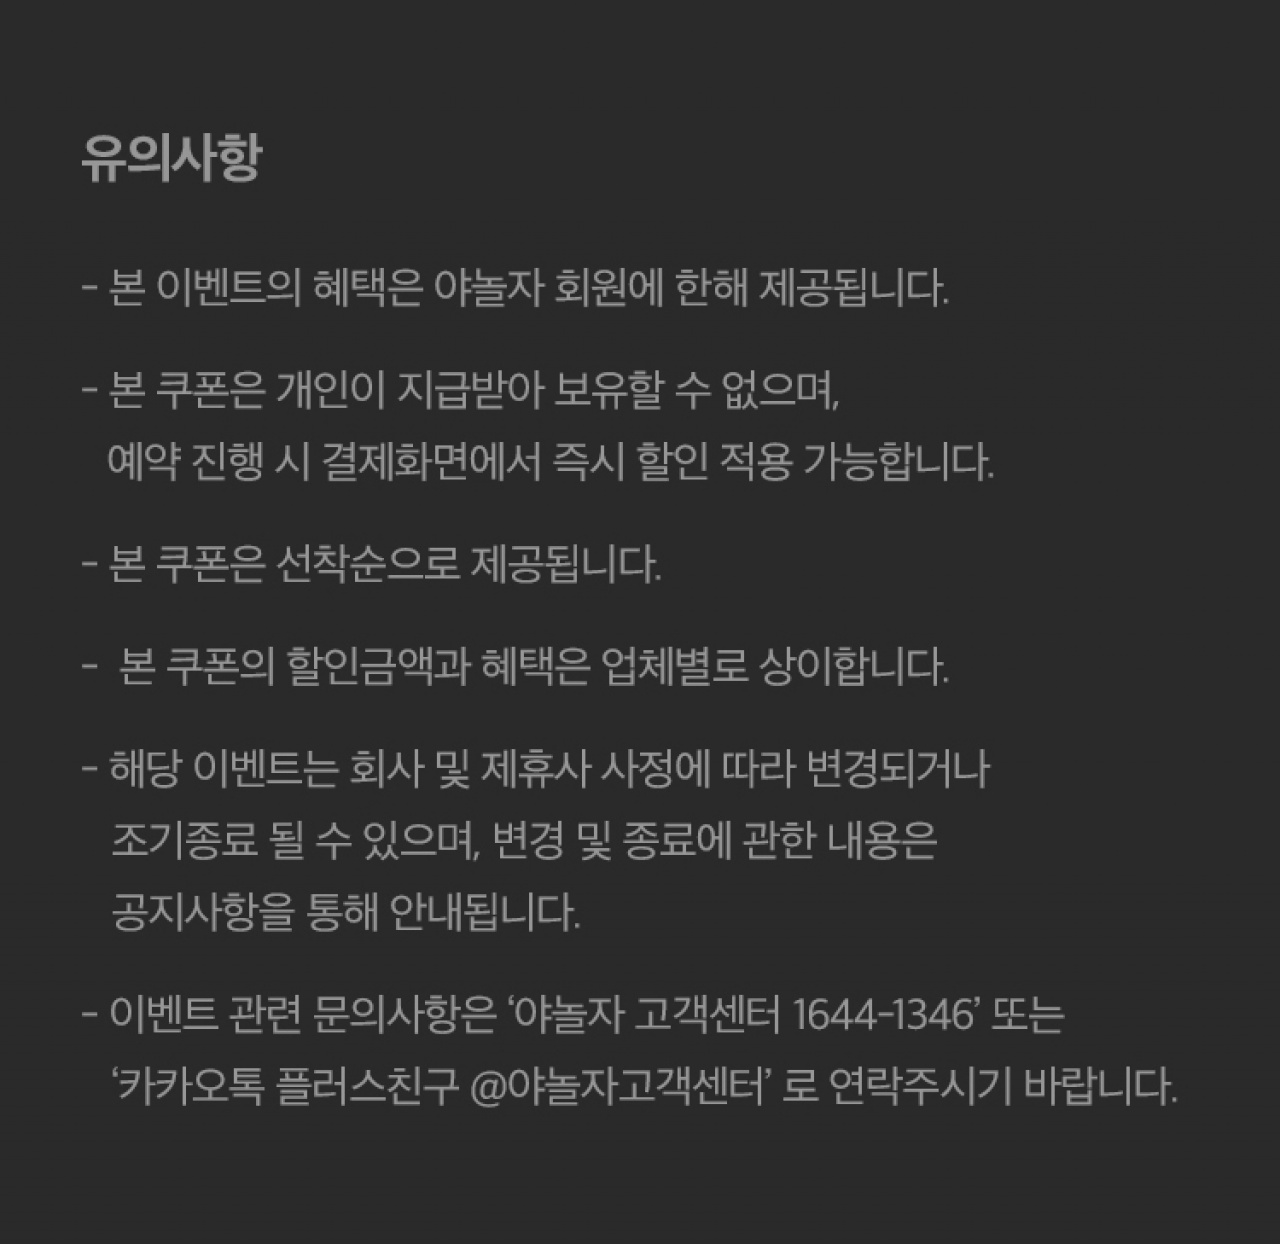 유의사항
- 본 이벤트의 혜택은 야놀자 회원에 한해 제공됩니다.
- 본 쿠폰은 개인이 지급받아 보유할 수 없으며,
예약 진행 시 결제화면에서 즉시 할인 적용 가능합니다.
- 본 쿠폰은 선착순으로 제공됩니다.
- 본 쿠폰의 할인금액과 혜택은 업체별로 상이합니다.
- 해당 이벤트는 회사 및 제휴사 사정에 따라 변경되거나
조기종료 될 수 있으며, 변경 및 종료에 관한 내용은
공지사항을 통해 안내됩니다.
- 이벤트 관련 문의사항은 ‘야놀자 고객센터 1644-1346’ 또는
‘카카오톡 플러스친구 @야놀자고객센터’ 로 연락주시기 바랍니다.